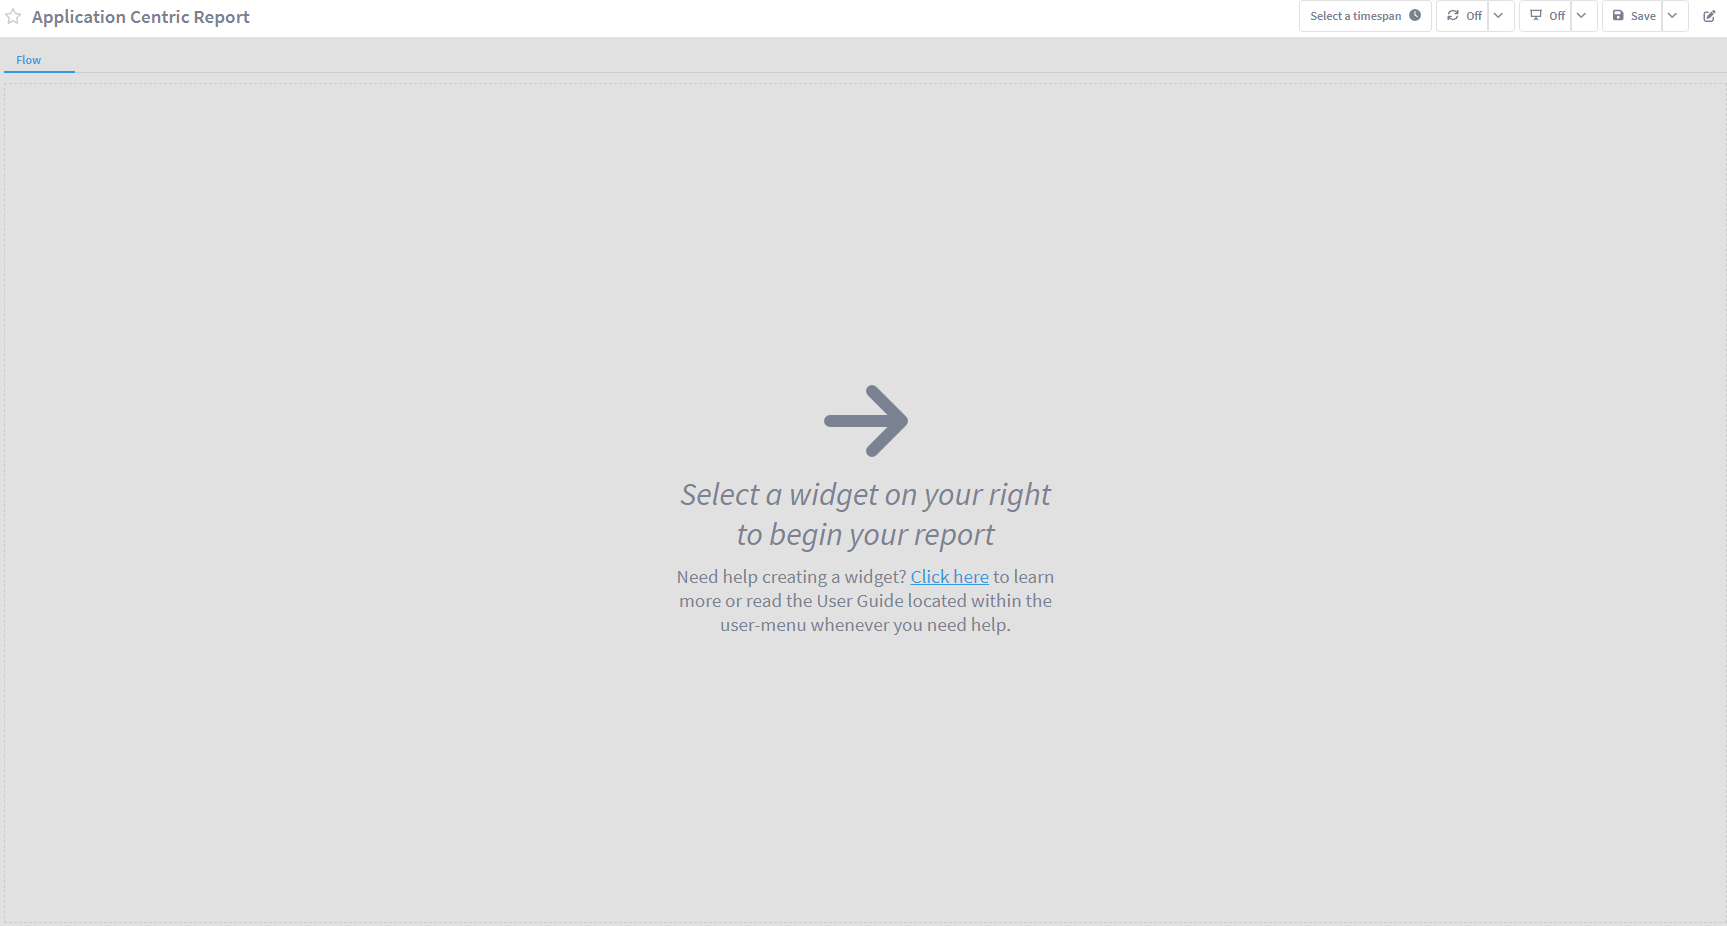 Application Centric Report
Select a timespan
Off
Off
Save
Flow
Select a widget on your right
to begin your report
Need help creating a widget? Click here to learn
more or read the User Guide located within the
user-menu whenever you need help.